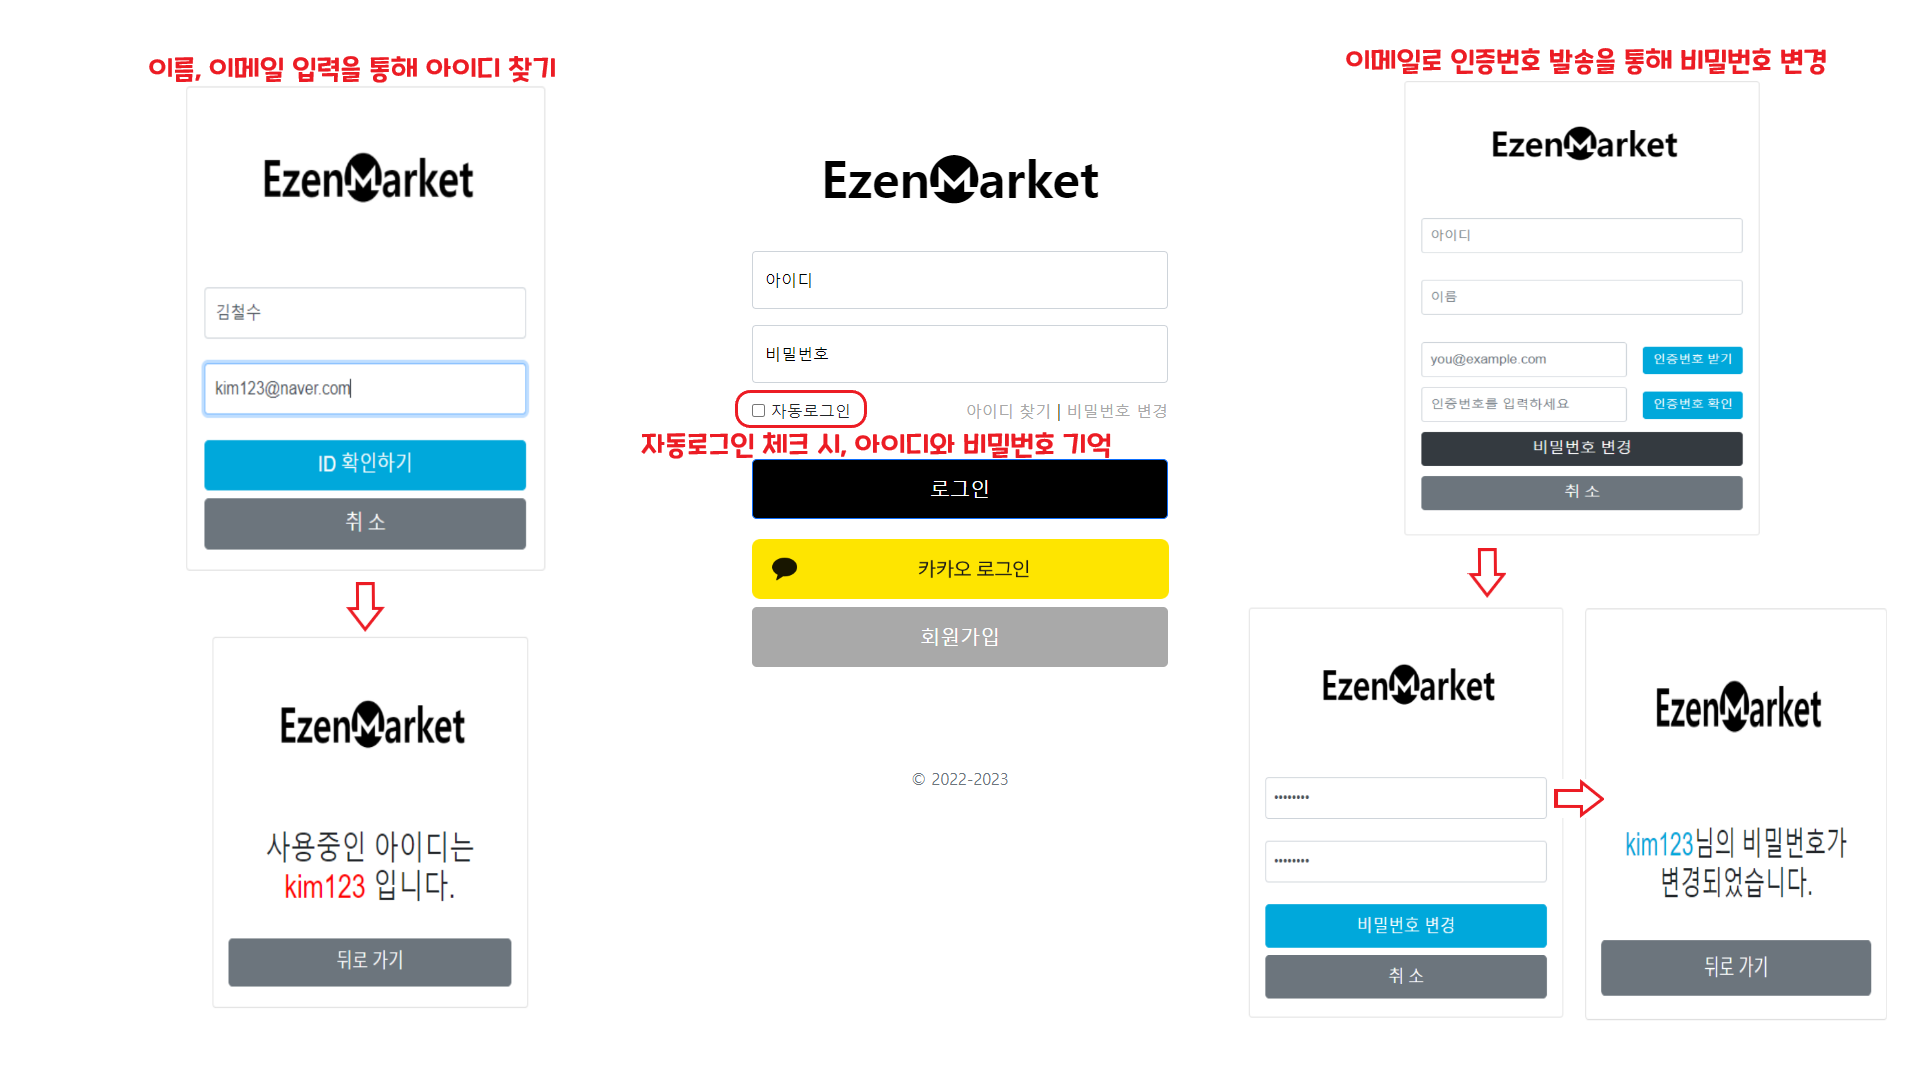 이름, 이메일 입력을 통해 아이디 찾기
EzenMarket
김철수
kim123@naver.com
ID 확인하기
취 소
EzenMarket
사용중인 아이디는
kim123 입니다.
뒤로 가기
EzenMarket
아이디
비밀번호
자동로그인
아이디 찾기 | 비밀번호 변경
자동로그인 체크 시, 아이디와 비밀번호 기억
로그인
카카오 로그인
회원가입
© 2022-2023
이메일로 인증번호 발송을 통해 비밀번호 변경
EzenMarket
아이디
이름
you@example.com 인증번호 받기
인증번호를 입력하세요 인증번호 확인
비밀번호 변경
취 소
EzenMarket
••••••••
••••••••
비밀번호 변경
취 소
EzenMarket
kim123님의 비밀번호가
변경되었습니다.
뒤로 가기